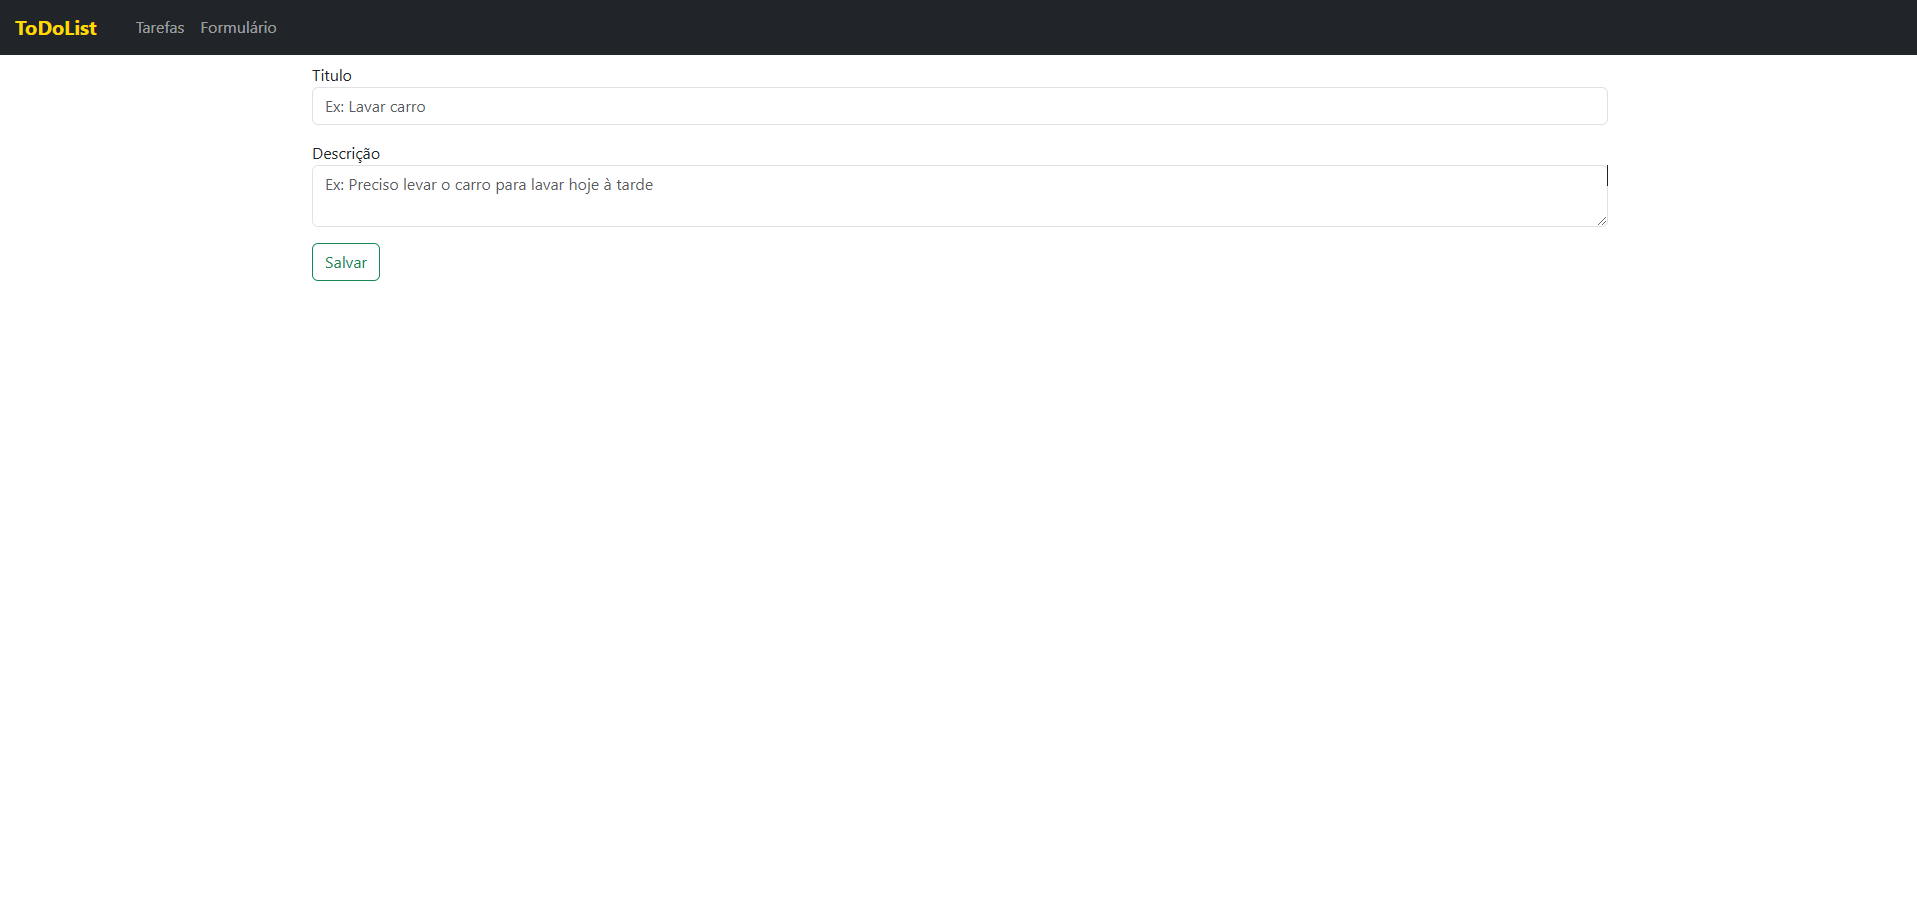 ToDoList Tarefas Formulário
Titulo
Ex: Lavar carro
Descrição
Ex: Preciso levar o carro para lavar hoje à tarde
Salvar